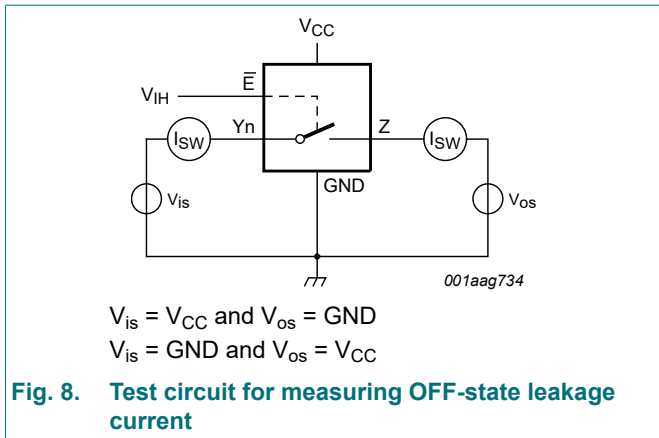 VCC
E̅
VIH
Yn
Z
ISW
ISW
GND
Vis
Vos
001aag734
Vis = VCC and Vos = GND
Vis = GND and Vos = VCC
Fig. 8. Test circuit for measuring OFF-state leakage
current